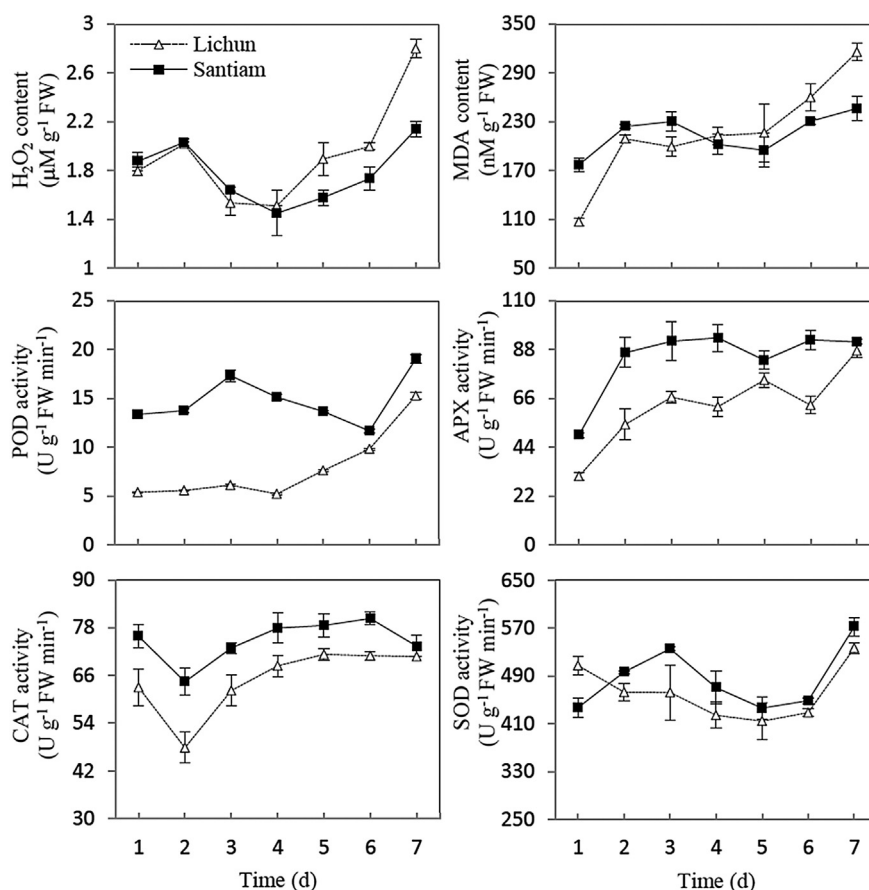 3
2.6
2.2
1.8
1.4
1
H₂O₂ content
(μM g⁻¹ FW)
Lichun
Santiam
350
290
230
170
110
50
MDA content
(nM g⁻¹ FW)
25
20
15
10
5
0
POD activity
(U g⁻¹ FW min⁻¹)
110
88
66
44
22
0
APX activity
(U g⁻¹ FW min⁻¹)
90
78
66
54
42
30
CAT activity
(U g⁻¹ FW min⁻¹)
1 2 3 4 5 6 7
Time (d)
650
570
490
410
330
250
SOD activity
(U g⁻¹ FW min⁻¹)
1 2 3 4 5 6 7
Time (d)